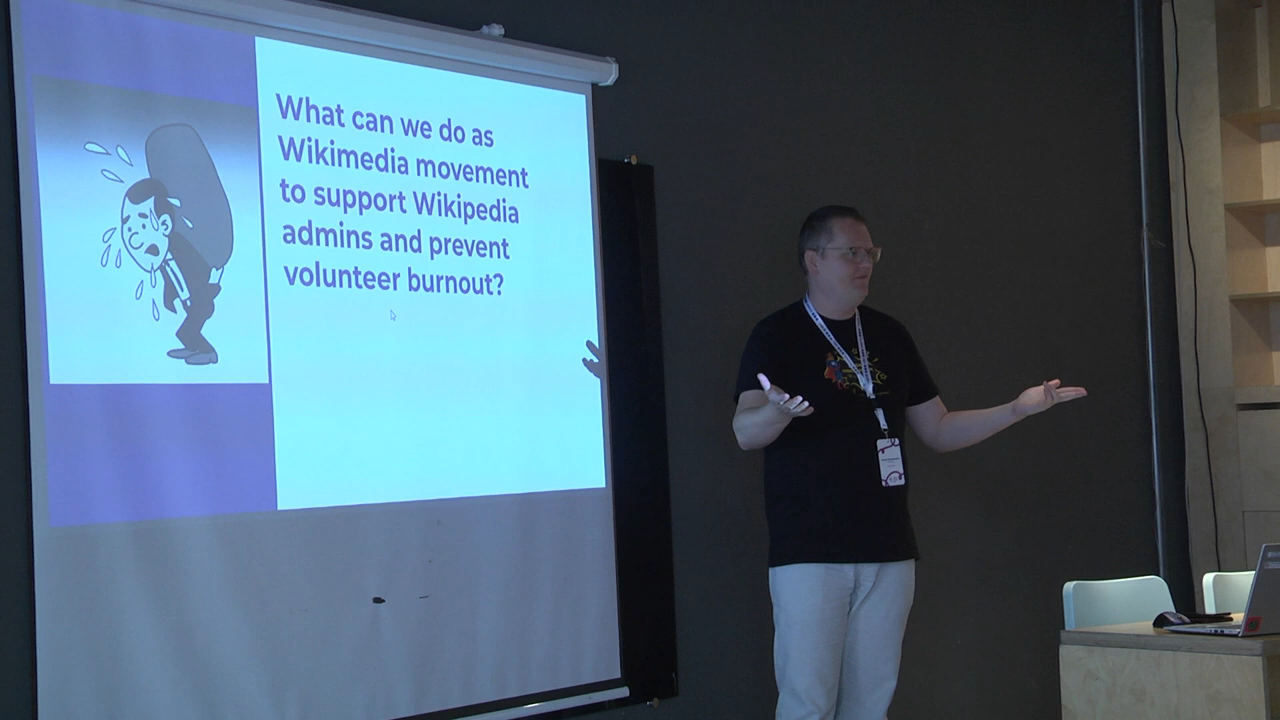 What can we do as
Wikimedia movement
to support Wikipedia
admins and prevent
volunteer burnout?